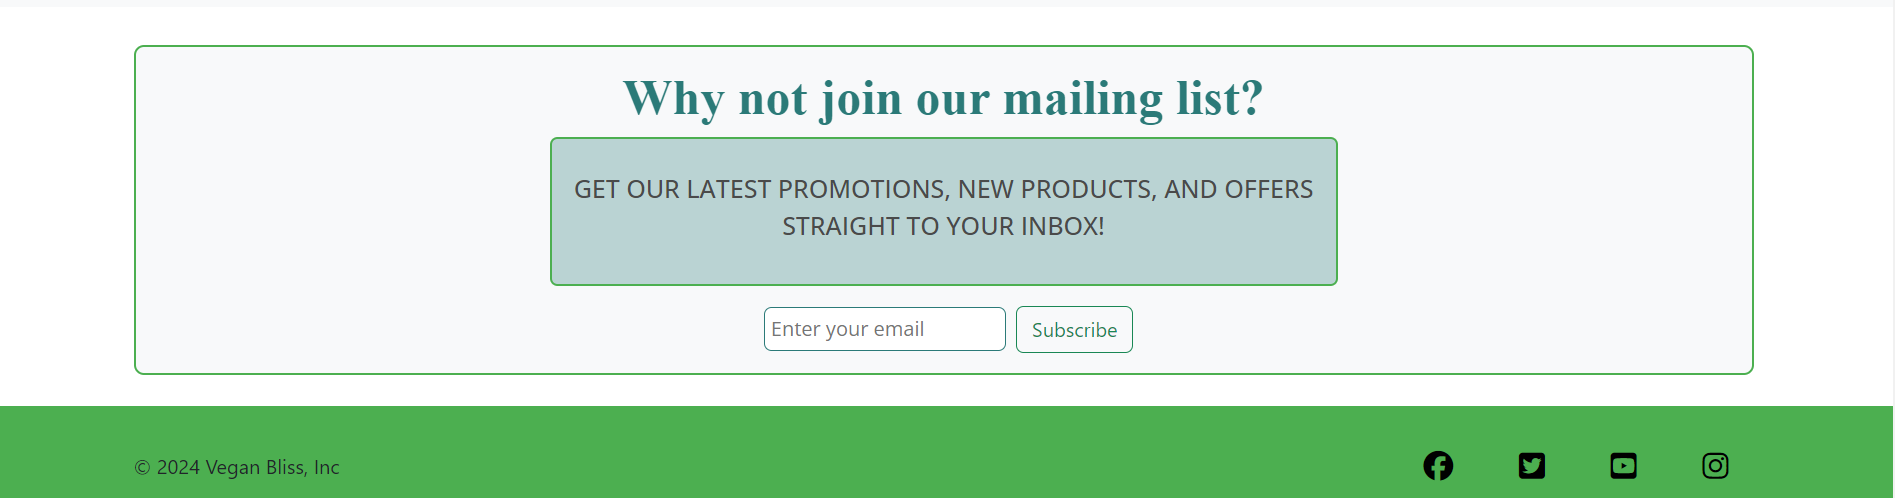 Why not join our mailing list?
GET OUR LATEST PROMOTIONS, NEW PRODUCTS, AND OFFERS
STRAIGHT TO YOUR INBOX!
Enter your email Subscribe
© 2024 Vegan Bliss, Inc